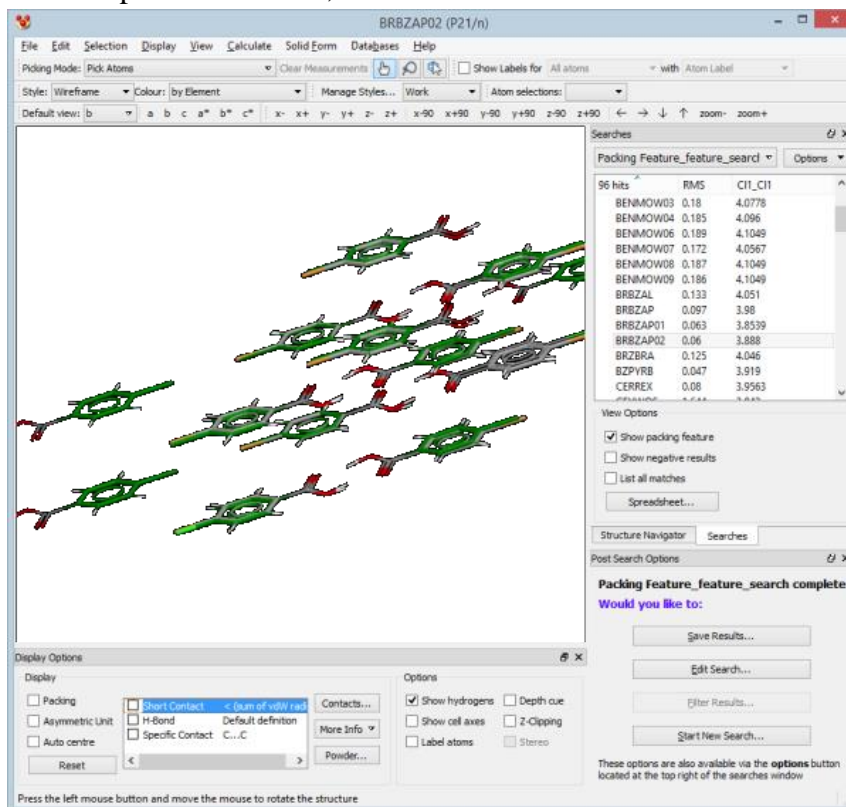 BRBZAP02 (P21/n)
File Edit Selection Display View Calculate Solid Form Databases Help
Picking Mode: Pick Atoms Clear Measurements Show Labels for All atoms with Atom Label
Style: Wireframe Colour: by Element Manage Styles... Work Atom selections:
Default view: b a b c a* b* c* x- x+ y- y+ z- z+ x-90 x+90 y-90 y+90 z-90 z+90 ← → ↓ ↑ zoom- zoom+
Searches
Packing Feature_feature_searcl Options
96 hits RMS Cl1_Cl1
BENMOW03 0.18 4.0778
BENMOW04 0.185 4.096
BENMOW06 0.189 4.1049
BENMOW07 0.172 4.0567
BENMOW08 0.187 4.1049
BENMOW09 0.186 4.1049
BRBZAL 0.133 4.051
BRBZAP 0.097 3.98
BRBZAP01 0.063 3.8539
BRBZAP02 0.06 3.888
BRZBRA 0.125 4.046
BZPYRB 0.047 3.919
CERREX 0.08 3.9563
View Options
Show packing feature
Show negative results
List all matches
Spreadsheet...
Structure Navigator Searches
Post Search Options
Packing Feature_feature_search complete
Would you like to:
Save Results...
Edit Search...
Filter Results...
Start New Search...
These options are also available via the options button
located at the top right of the searches window
Display Options
Display
Packing
Asymmetric Unit
Auto centre
Reset
Short Contact < (sum of vdW radi
H-Bond Default definition
Specific Contact C...C
Contacts...
More Info
Powder...
Options
Show hydrogens Depth cue
Show cell axes Z-Clipping
Label atoms Stereo
Press the left mouse button and move the mouse to rotate the structure